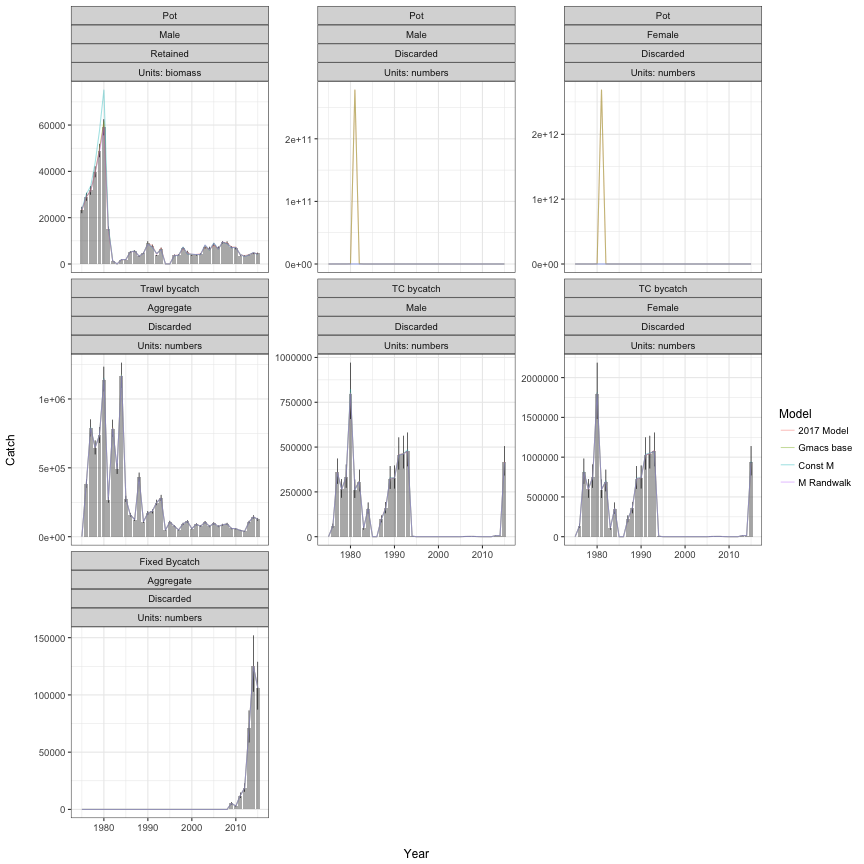 Pot
Male
Retained
Units: biomass
60000
40000
20000
0
Pot
Male
Discarded
Units: numbers
2e+11
1e+11
0e+00
Pot
Female
Discarded
Units: numbers
2e+12
1e+12
0e+00
Trawl bycatch
Aggregate
Discarded
Units: numbers
1e+06
5e+05
0e+00
TC bycatch
Male
Discarded
Units: numbers
1000000
750000
500000
250000
0
1980 1990 2000 2010
TC bycatch
Female
Discarded
Units: numbers
2000000
1500000
1000000
500000
0
1980 1990 2000 2010
Fixed Bycatch
Aggregate
Discarded
Units: numbers
150000
100000
50000
0
1980 1990 2000 2010
Catch
Year
Model
2017 Model
Gmacs base
Const M
M Randwalk